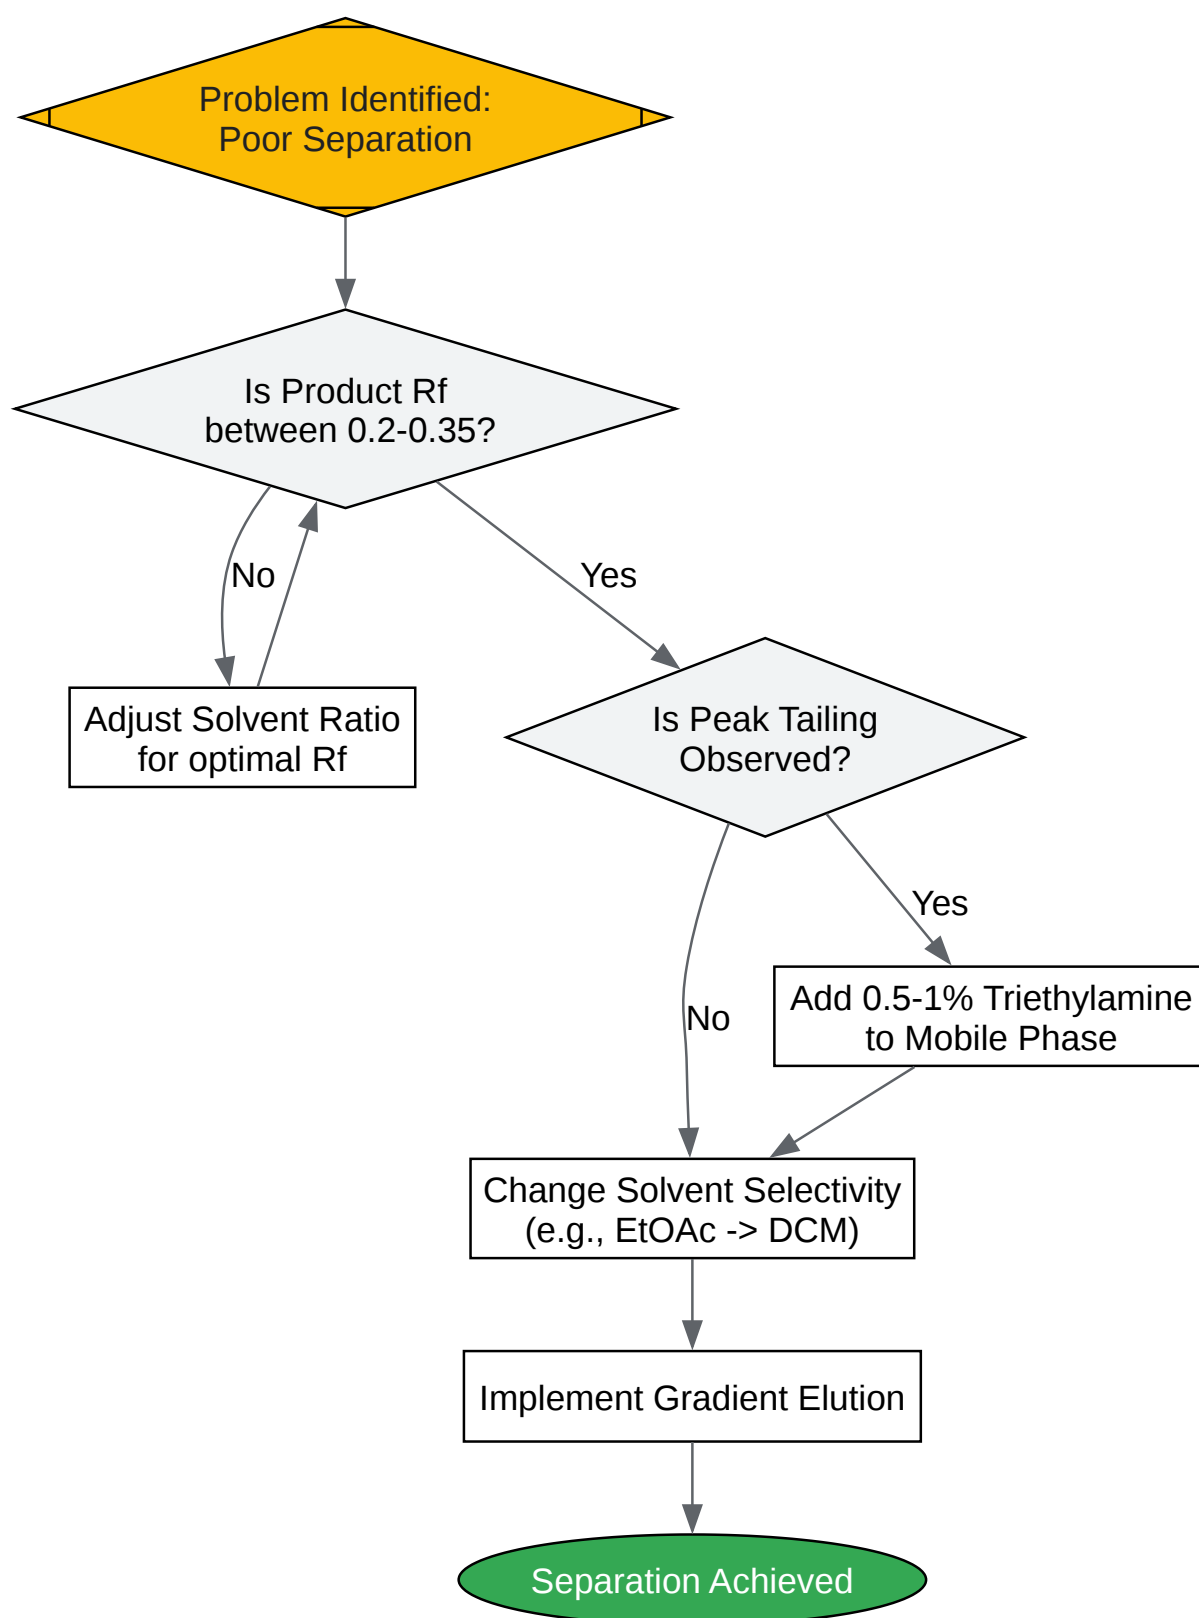 Problem Identified:
Poor Separation
Is Product Rf
between 0.2-0.35?
No
Yes
Adjust Solvent Ratio
for optimal Rf
Is Peak Tailing
Observed?
Yes
No
Add 0.5-1% Triethylamine
to Mobile Phase
Change Solvent Selectivity
(e.g., EtOAc -> DCM)
Implement Gradient Elution
Separation Achieved